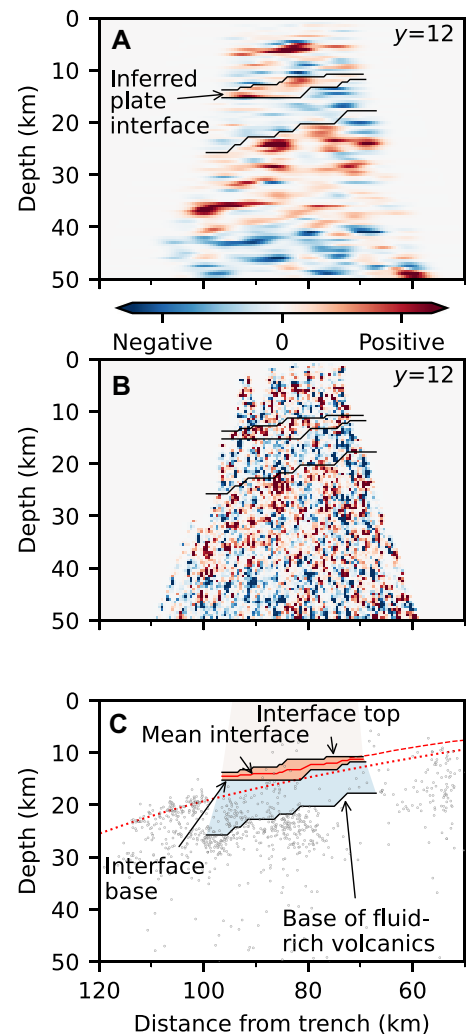 A
y=12
0
10
20
30
40
50
Depth (km)
Inferred
plate
interface
Negative
0
Positive
B
y=12
0
10
20
30
40
50
Depth (km)
C
0
10
20
30
40
50
Depth (km)
Interface top
Mean interface
Interface
base
Base of fluid-
rich volcanics
120
100
80
60
Distance from trench (km)